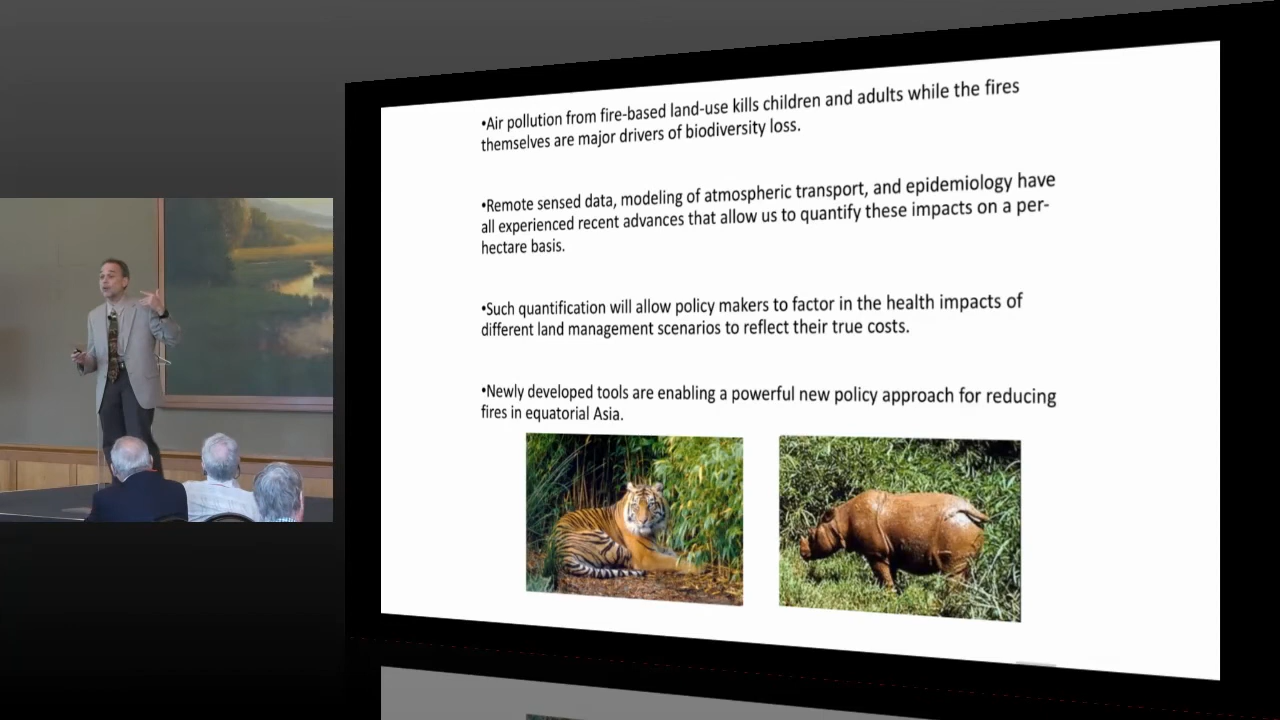 •Air pollution from fire-based land-use kills children and adults while the fires
themselves are major drivers of biodiversity loss.
•Remote sensed data, modeling of atmospheric transport, and epidemiology have
all experienced recent advances that allow us to quantify these impacts on a per-
hectare basis.
•Such quantification will allow policy makers to factor in the health impacts of
different land management scenarios to reflect their true costs.
•Newly developed tools are enabling a powerful new policy approach for reducing
fires in equatorial Asia.